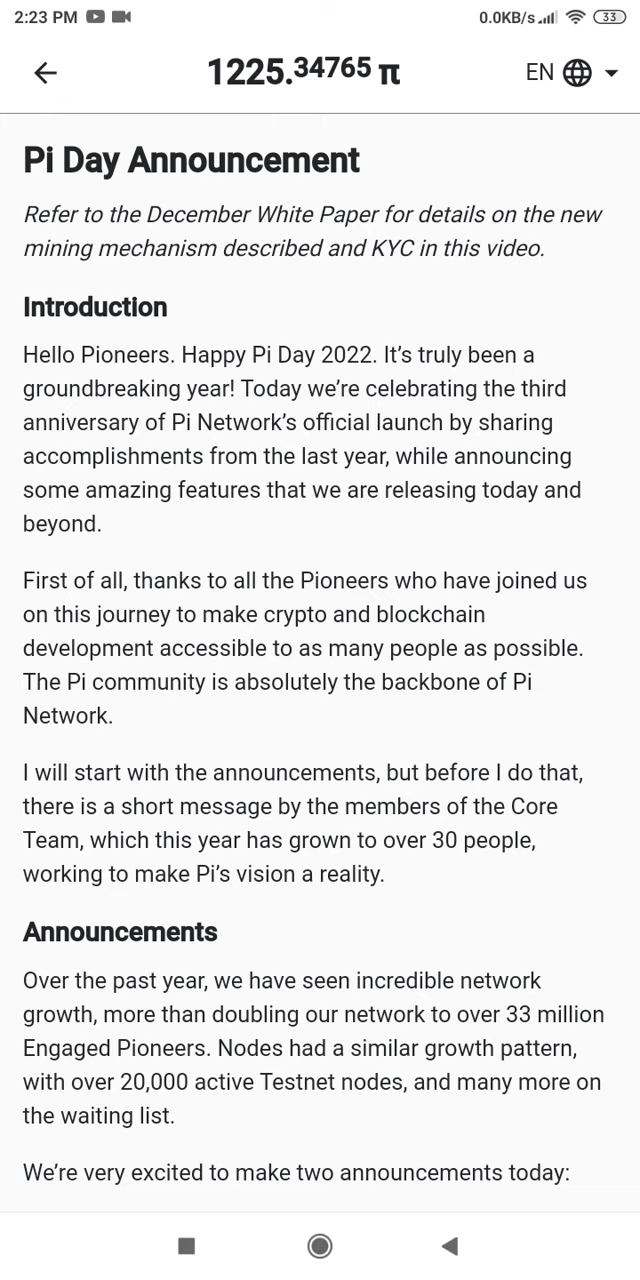 2:23 PM 0.0KB/s 33
1225.34765 π EN
Pi Day Announcement
Refer to the December White Paper for details on the new
mining mechanism described and KYC in this video.
Introduction
Hello Pioneers. Happy Pi Day 2022. It’s truly been a
groundbreaking year! Today we’re celebrating the third
anniversary of Pi Network’s official launch by sharing
accomplishments from the last year, while announcing
some amazing features that we are releasing today and
beyond.
First of all, thanks to all the Pioneers who have joined us
on this journey to make crypto and blockchain
development accessible to as many people as possible.
The Pi community is absolutely the backbone of Pi
Network.
I will start with the announcements, but before I do that,
there is a short message by the members of the Core
Team, which this year has grown to over 30 people,
working to make Pi’s vision a reality.
Announcements
Over the past year, we have seen incredible network
growth, more than doubling our network to over 33 million
Engaged Pioneers. Nodes had a similar growth pattern,
with over 20,000 active Testnet nodes, and many more on
the waiting list.
We’re very excited to make two announcements today: